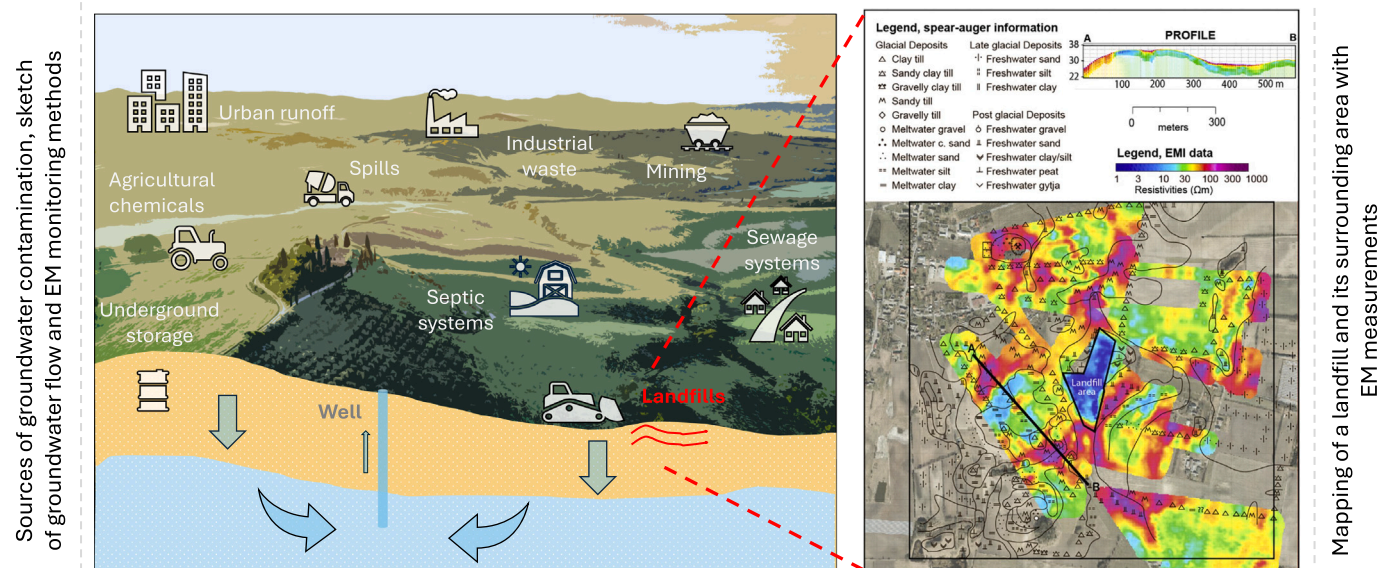 Sources of groundwater contamination, sketch
of groundwater flow and EM monitoring methods
Urban runoff
Industrial
waste
Mining
Spills
Agricultural
chemicals
Sewage
systems
Septic
systems
Underground
storage
Well
Landfills
Legend, spear-auger information
Glacial Deposits
Clay till
Sandy clay till
Gravelly clay till
Sandy till
Gravelly till
Meltwater gravel
Meltwater c. sand
Meltwater sand
Meltwater silt
Meltwater clay
Late glacial Deposits
Freshwater sand
Freshwater silt
Freshwater clay
Post glacial Deposits
Freshwater gravel
Freshwater sand
Freshwater clay/silt
Freshwater peat
Freshwater gytja
PROFILE
A
B
38
30
22
100 200 300 400 500 m
0 300
meters
Legend, EMI data
1 3 10 30 100 300 1000
Resistivities (Ωm)
A
Landfill
area
B
Mapping of a landfill and its surrounding area with
EM measurements